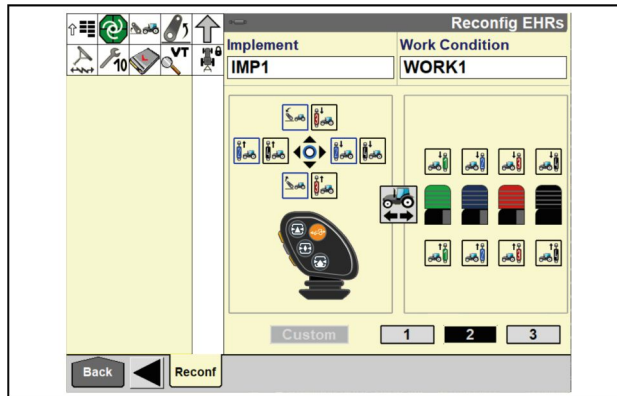 Reconfig EHRs
10
VT
Implement
Work Condition
IMP1
WORK1
Custom
1
2
3
Back
Reconf